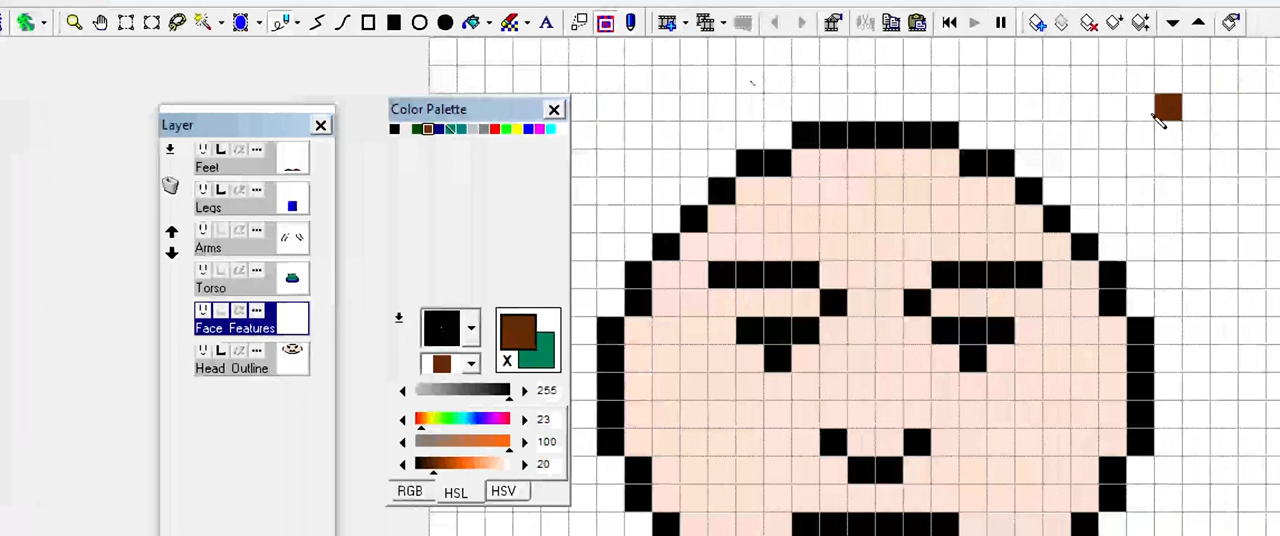 Layer
Feet
Legs
Arms
Torso
Face Features
Head Outline
Color Palette
X
255
23
100
20
RGB
HSL
HSV
A